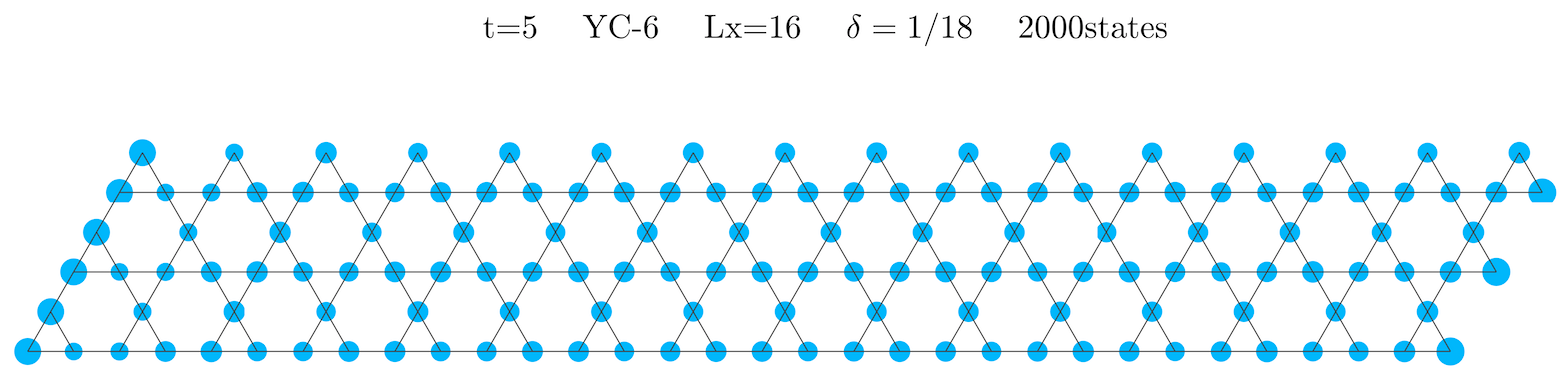 t=5 YC-6 Lx=16 δ = 1/18 2000states